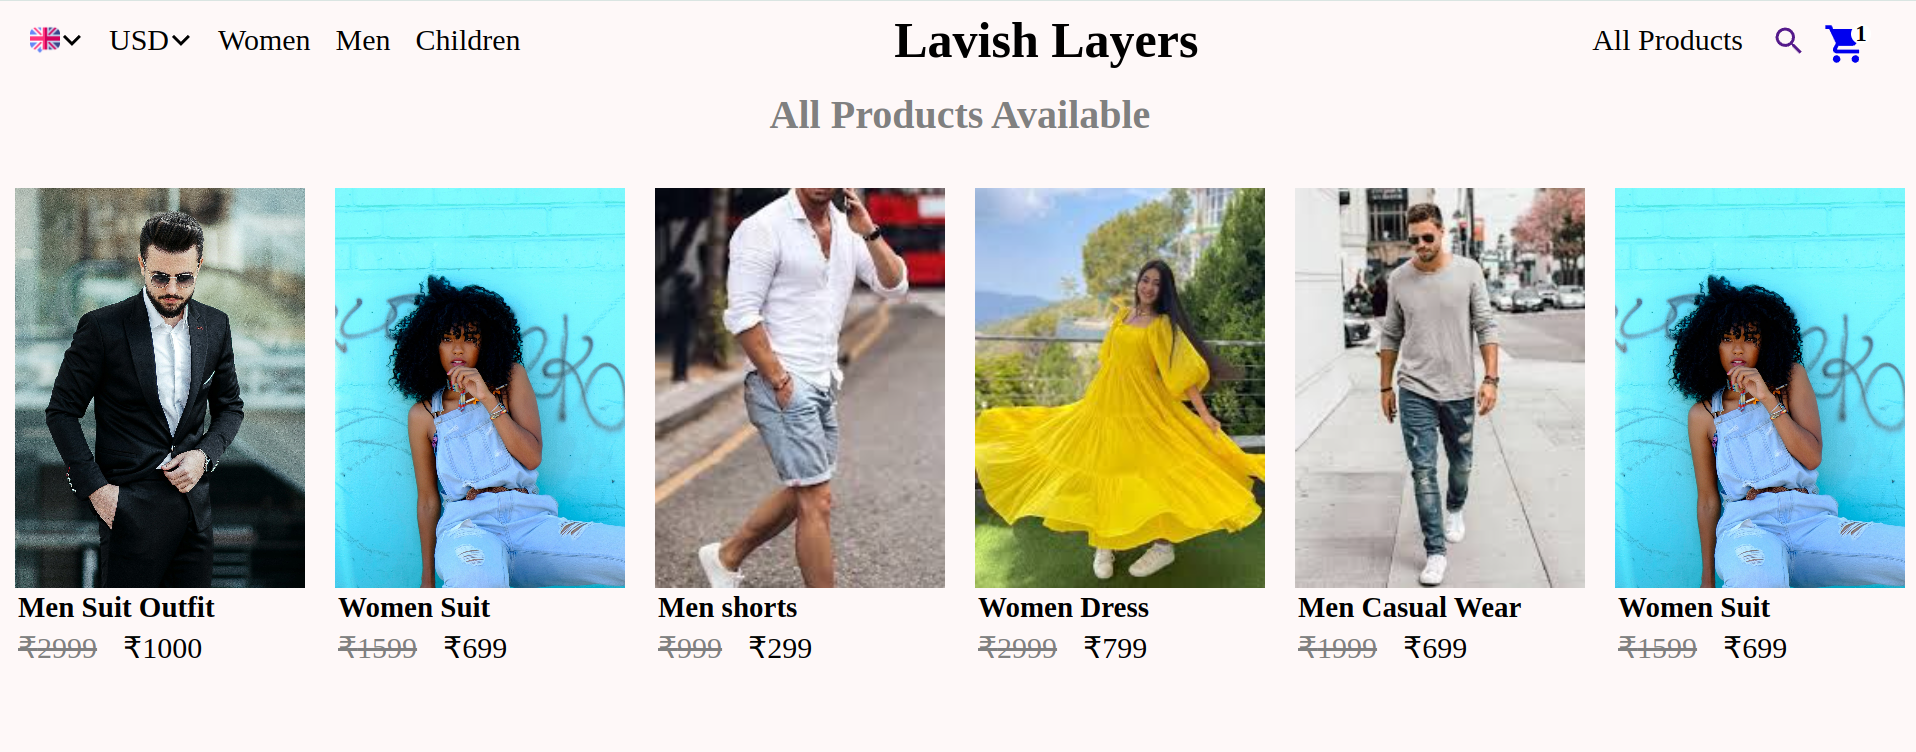 USD Women Men Children Lavish Layers All Products 1
All Products Available
Men Suit Outfit Women Suit Men shorts Women Dress Men Casual Wear Women Suit
₹2999 ₹1000 ₹1599 ₹699 ₹999 ₹299 ₹2999 ₹799 ₹1999 ₹699 ₹1599 ₹699